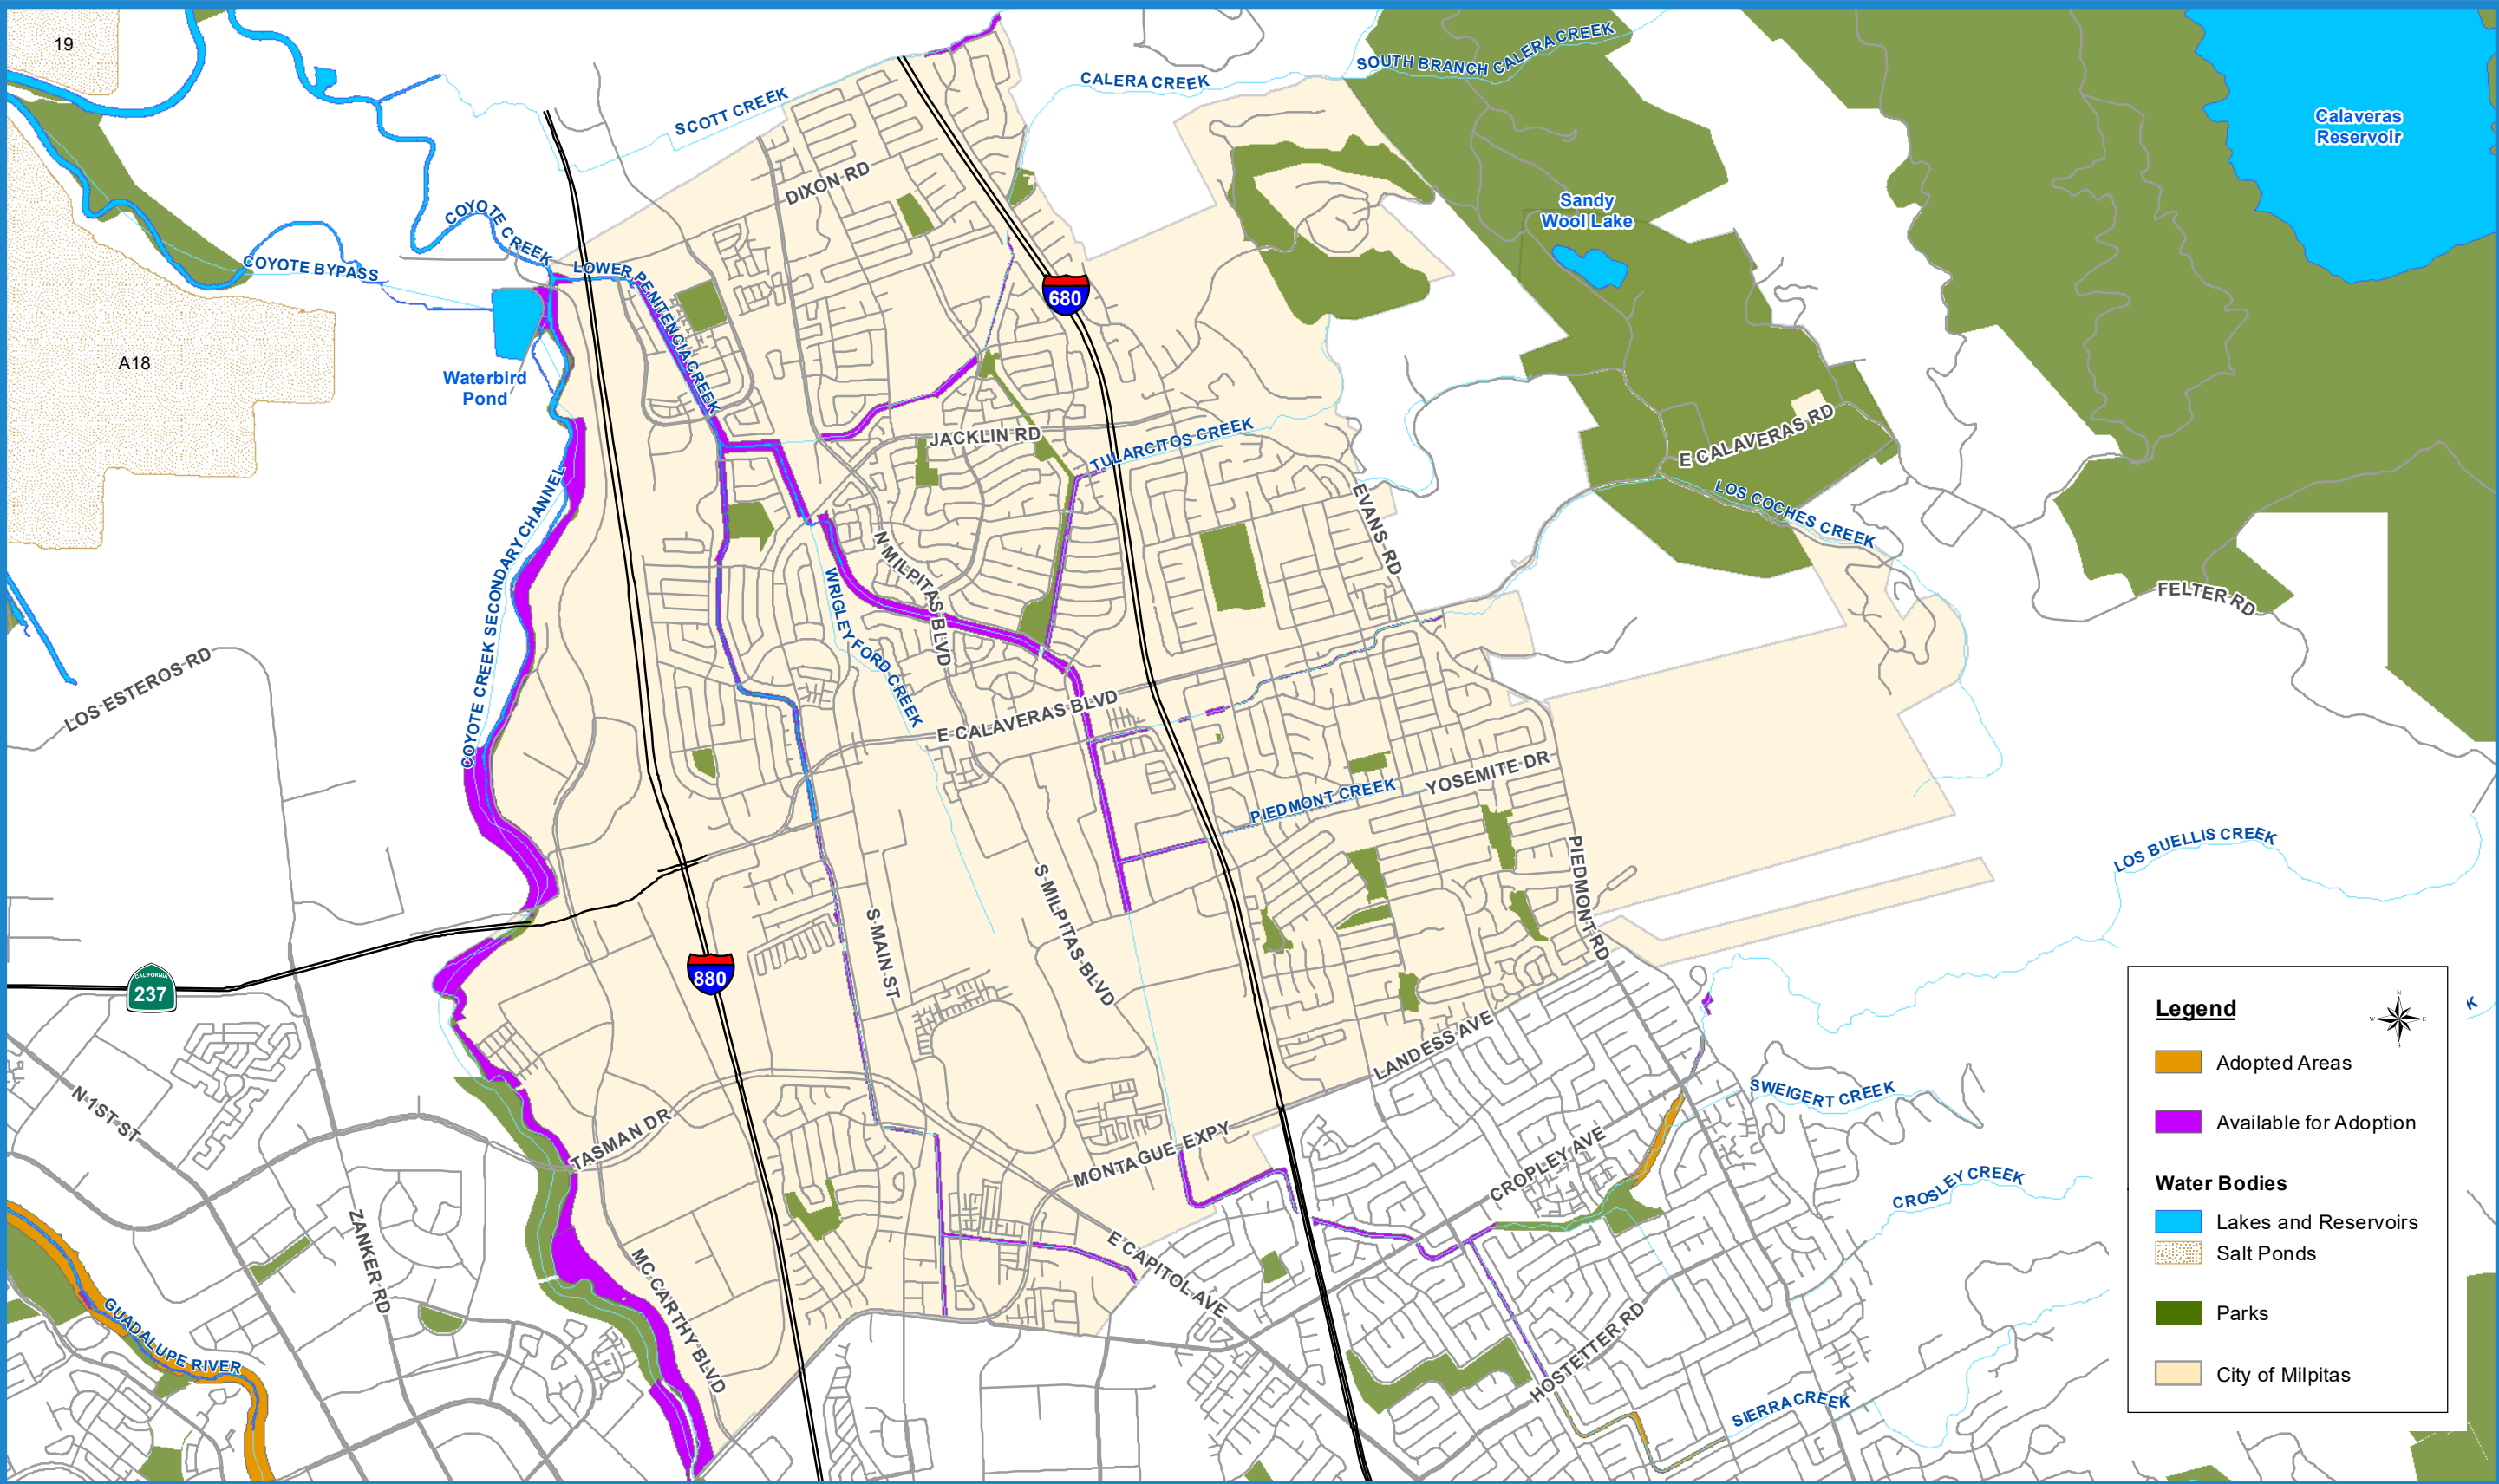 19
SOUTH BRANCH CALERA CREEK
CALERA CREEK
SCOTT CREEK
Calaveras
Reservoir
DIXON RD
Sandy
Wool Lake
COYOTE CREEK
COYOTE BYPASS
LOWER PENITENCIA CREEK
680
A18
Waterbird
Pond
JACKLIN RD
TULARCITOS CREEK
E CALAVERAS RD
LOS COCHES CREEK
EVANS RD
COYOTE CREEK SECONDARY CHANNEL
N MILPITAS BLVD
WRIGLEY FORD CREEK
FELTER RD
LOS ESTEROS RD
E CALAVERAS BLVD
YOSEMITE DR
PIEDMONT CREEK
PIEDMONT RD
LOS BUELLIS CREEK
S MILPITAS BLVD
S MAIN ST
880
CALIFORNIA
237
LANDESS AVE
N 1ST ST
TASMAN DR
SWEIGERT CREEK
MONTAGUE EXPY
CROPLEY AVE
CROSLEY CREEK
ZANKER RD
MC CARTHY BLVD
E CAPITOL AVE
GUADALUPE RIVER
HOSTETTER RD
SIERRA CREEK
K
Legend
N
W E
S
Adopted Areas
Available for Adoption
Water Bodies
Lakes and Reservoirs
Salt Ponds
Parks
City of Milpitas